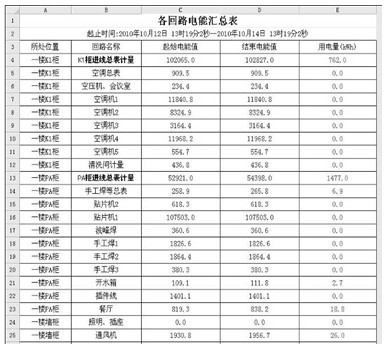 A B C D E
1 各回路电能汇总表
2 起止时间:2010年10月12日 13时19分2秒—2010年10月14日 13时19分2秒
3 所处位置 回路名称 起始电能值 结束电能值 用电量(kWh)
4 一楼K1柜 K1柜进线总表计量 102065.0 102827.0 762.0
5 一楼K1柜 空调总表 909.5 909.5 0.0
6 一楼K1柜 空压机、会议室 234.4 234.4 0.0
7 一楼K1柜 空调机1 11840.8 11840.8 0.0
8 一楼K1柜 空调机2 8324.9 8324.9 0.0
9 一楼K1柜 空调机3 3164.4 3164.4 0.0
10 一楼K1柜 空调机4 11968.2 11968.2 0.0
11 一楼K1柜 空调机5 554.7 554.7 0.0
12 一楼K1柜 清洗间计量 436.8 436.8 0.0
13 一楼PA柜 PA柜进线总表计量 52921.0 54398.0 1477.0
14 一楼PA柜 手工焊等总表 258.9 265.8 6.9
15 一楼PA柜 贴片机2 618.3 618.3 0.0
16 一楼PA柜 贴片机1 107503.0 107503.0 0.0
17 一楼PA柜 波峰焊 360.6 360.6 0.0
18 一楼PA柜 手工焊1 1826.6 1826.6 0.0
19 一楼PA柜 手工焊2 1864.4 1864.4 0.0
20 一楼PA柜 手工焊3 380.3 380.3 0.0
21 一楼PA柜 开水箱 109.1 111.8 2.7
22 一楼PA柜 插件线 1401.1 1401.1 0.0
23 一楼PA柜 餐厅 819.3 838.2 18.8
24 一楼墙柜 照明、插座 0.0 0.0 0.0
25 一楼墙柜 通风机 1930.8 1956.7 26.0